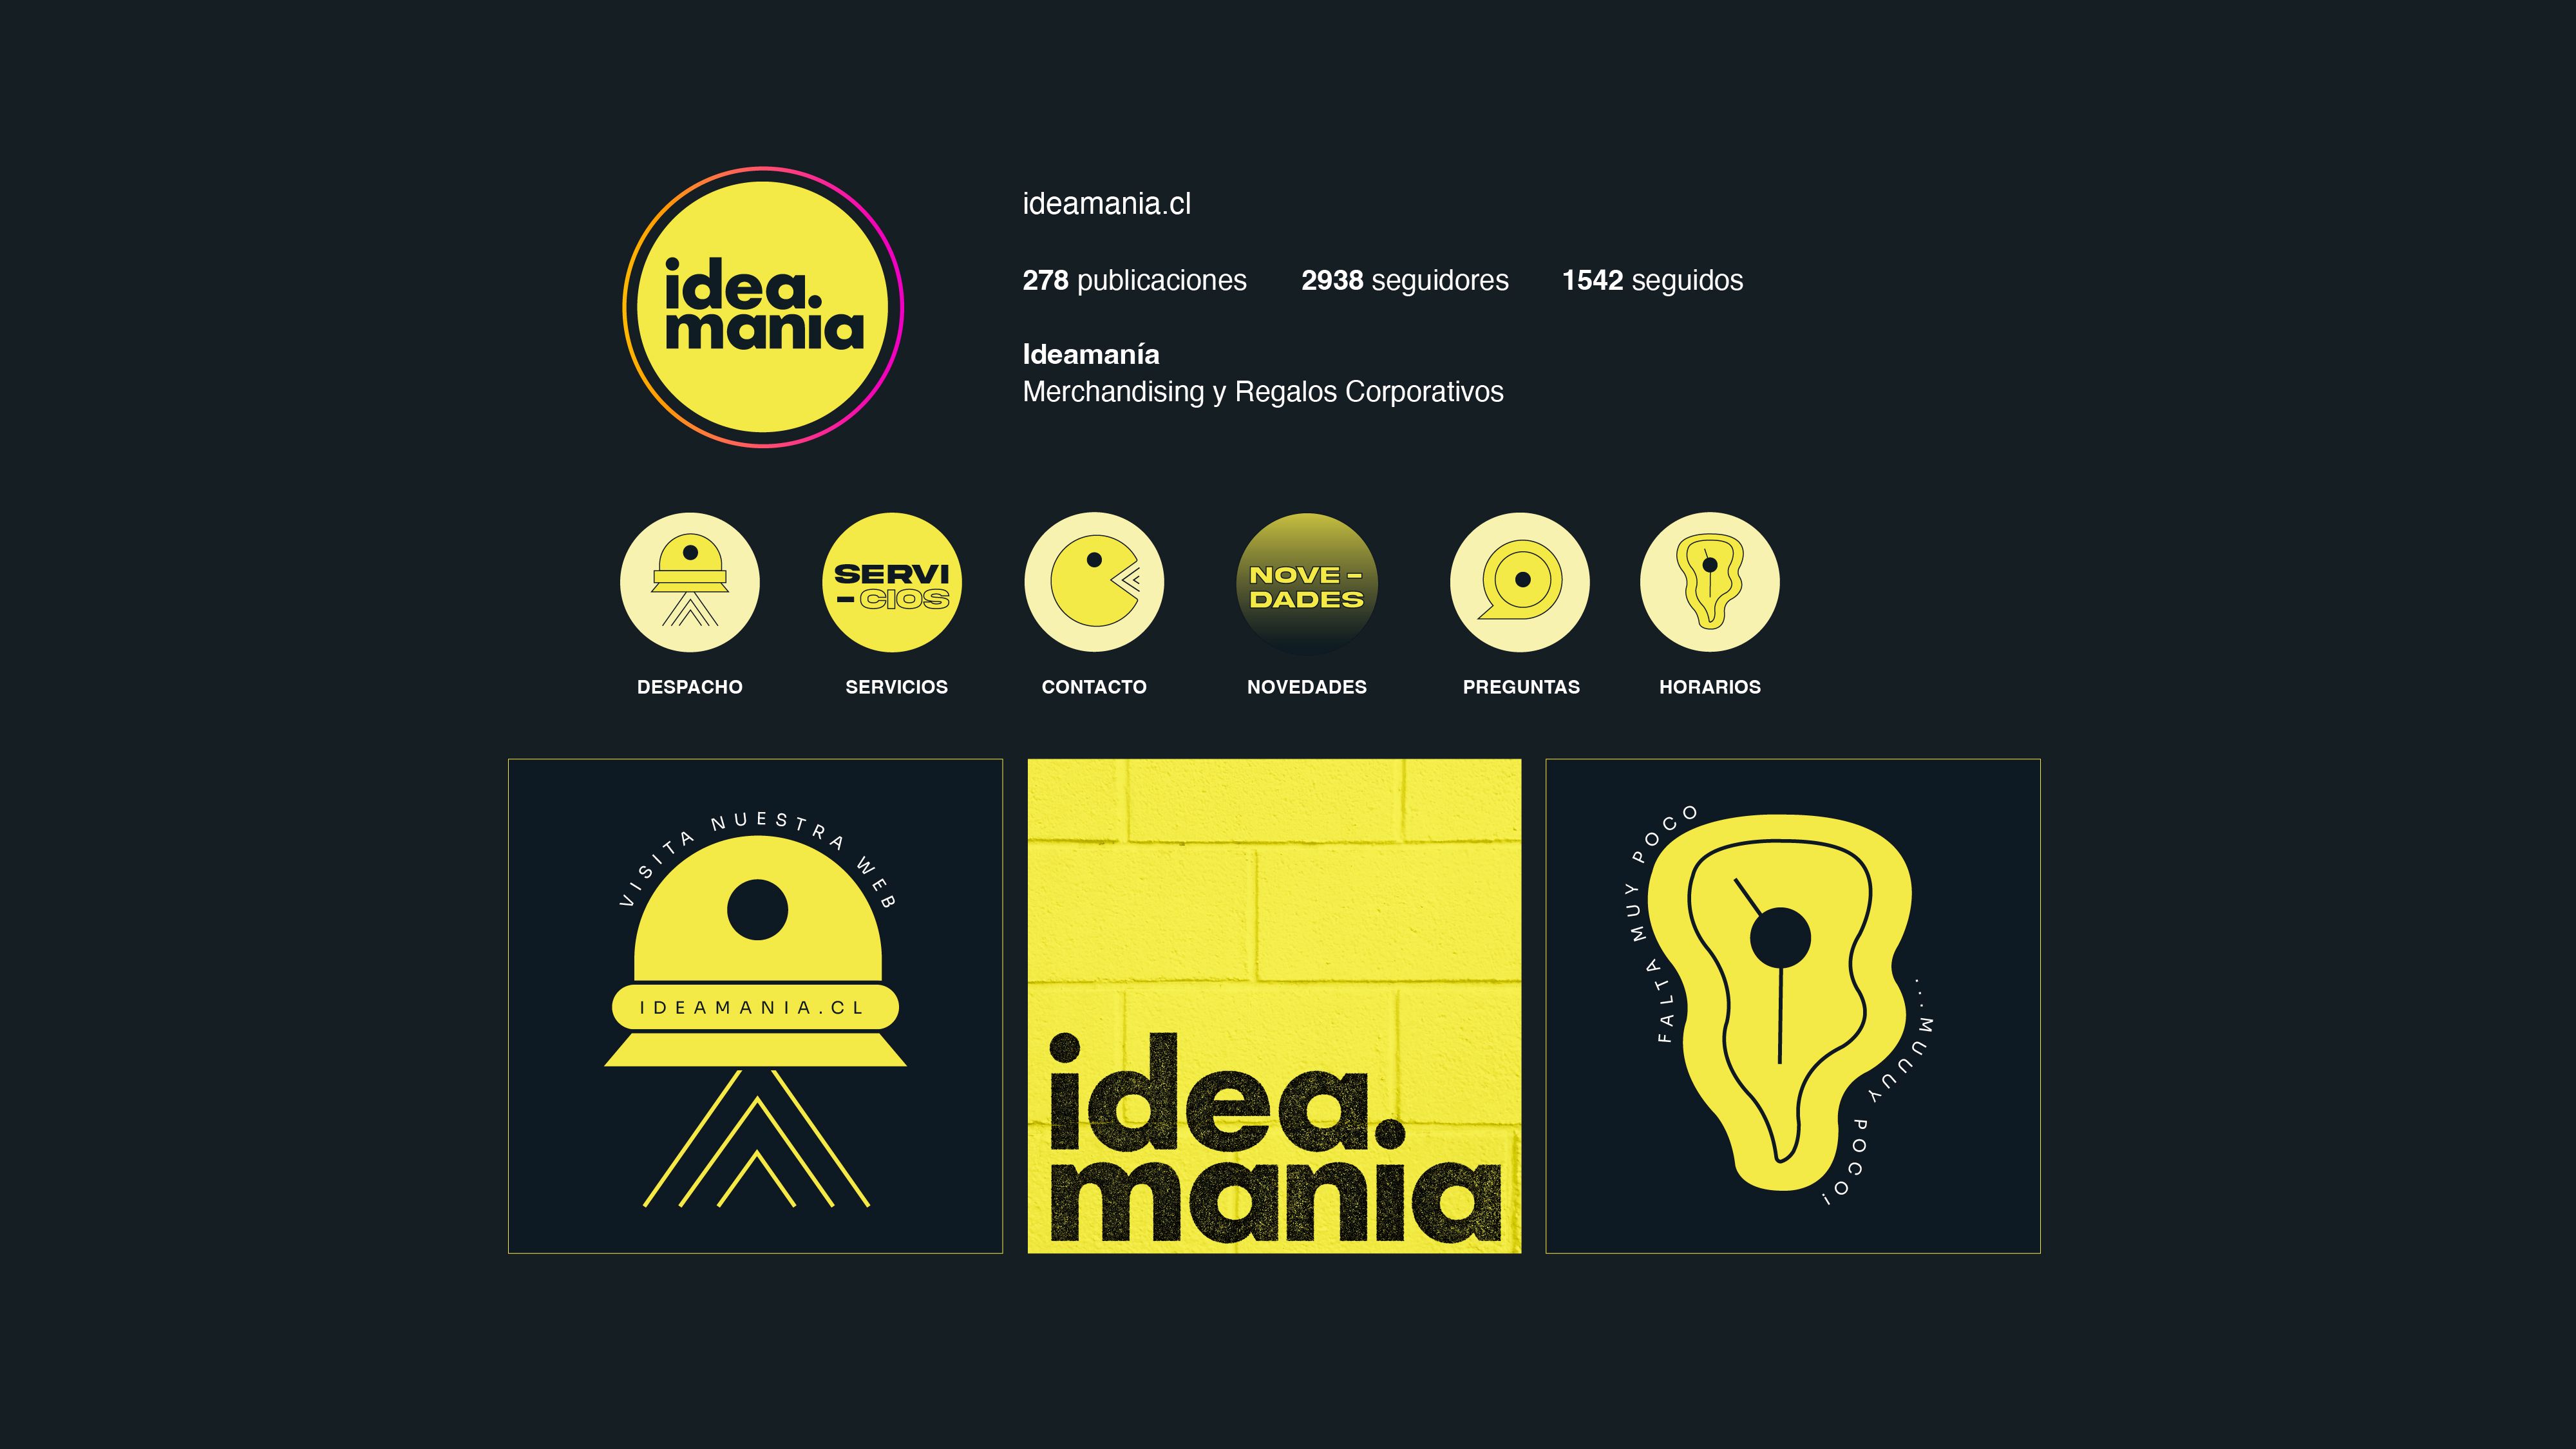 idea.
mania
ideamania.cl
278 publicaciones 2938 seguidores 1542 seguidos
Ideamanía
Merchandising y Regalos Corporativos
SERVI
– CIOS
NOVE –
DADES
DESPACHO SERVICIOS CONTACTO NOVEDADES PREGUNTAS HORARIOS
VISITA NUESTRA WEB
IDEAMANIA.CL
idea.
mania
FALTA MUY POCO
...MUUUY POCO!